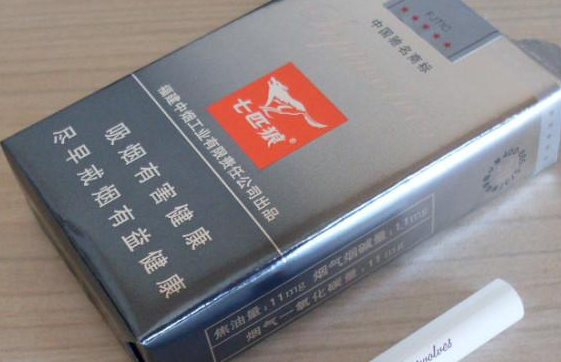 FJTIC
中国驰名商标
七匹狼
福建中烟工业有限责任公司出品
吸烟有害健康
尽早戒烟有益健康
焦油量:11mg 烟气烟碱量:1.1mg
烟气一氧化碳量:11mg